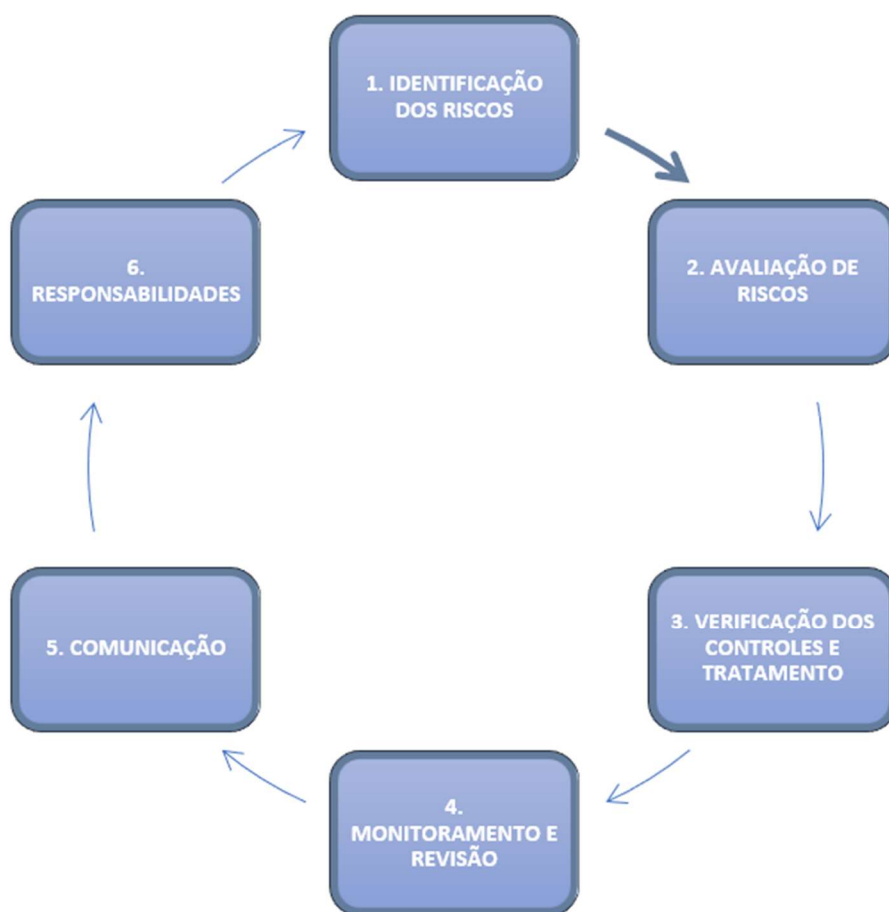 1. IDENTIFICAÇÃO
DOS RISCOS
2. AVALIAÇÃO DE
RISCOS
3. VERIFICAÇÃO DOS
CONTROLES E
TRATAMENTO
4.
MONITORAMENTO E
REVISÃO
5. COMUNICAÇÃO
6.
RESPONSABILIDADES